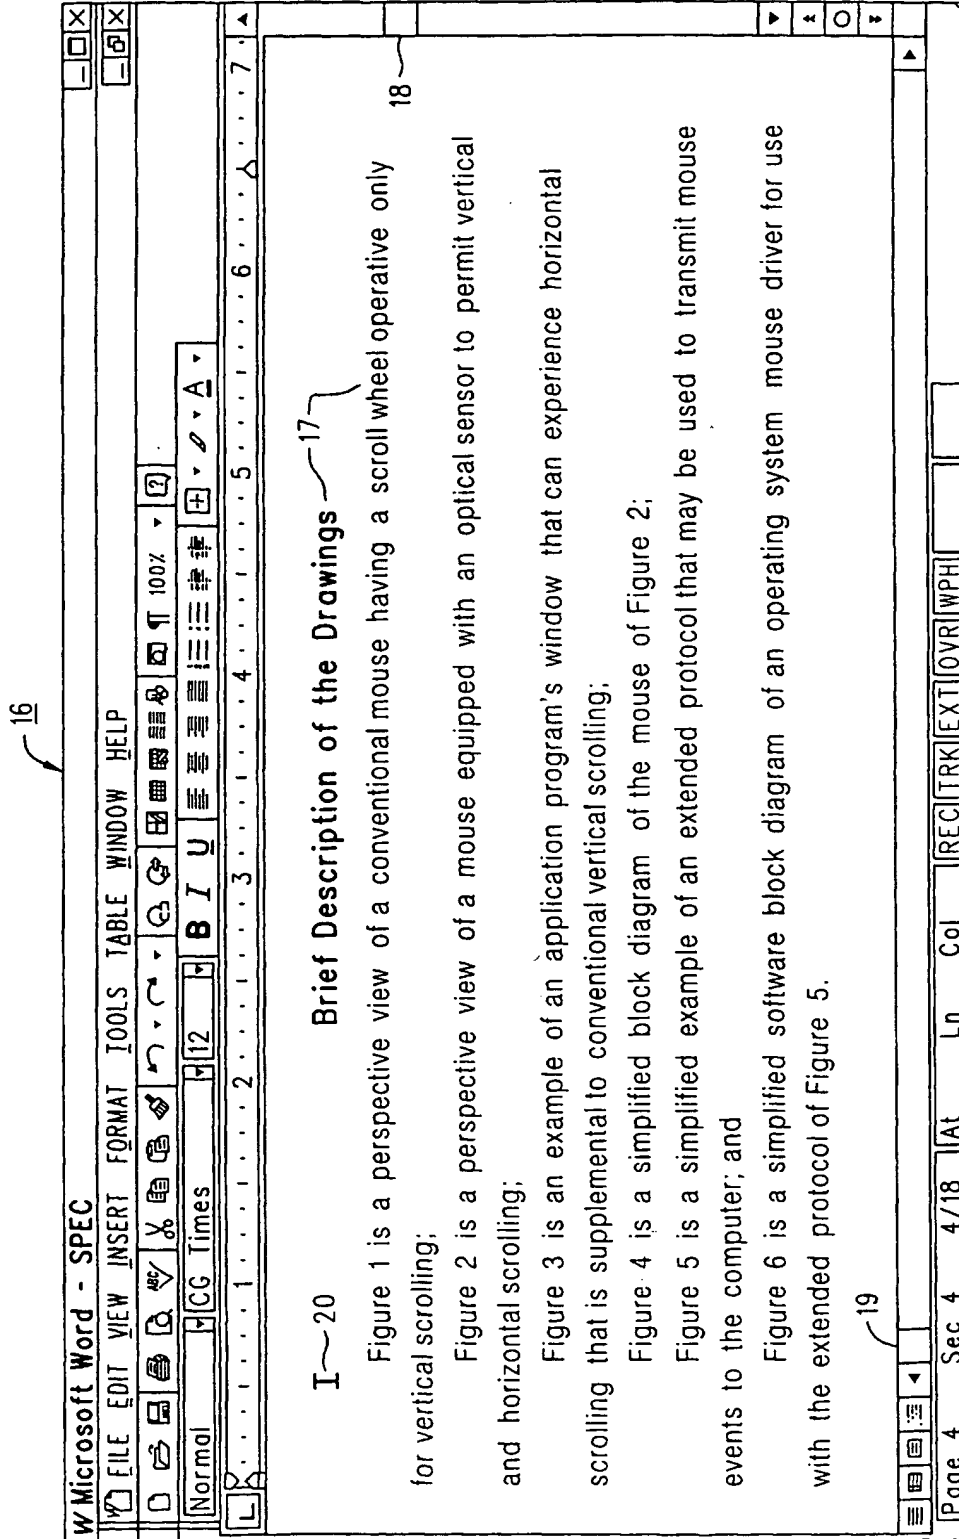 16
W Microsoft Word - SPEC
FILE EDIT VIEW INSERT FORMAT TOOLS TABLE WINDOW HELP
ABC 100% ?
Normal CG Times 12 B I U A
L 1 2 3 4 5 6 7
I 20 Brief Description of the Drawings 17
Figure 1 is a perspective view of a conventional mouse having a scroll wheel operative only
for vertical scrolling;
18
Figure 2 is a perspective view of a mouse equipped with an optical sensor to permit vertical
and horizontal scrolling;
Figure 3 is an example of an application program's window that can experience horizontal
scrolling that is supplemental to conventional vertical scrolling;
Figure 4 is a simplified block diagram of the mouse of Figure 2;
Figure 5 is a simplified example of an extended protocol that may be used to transmit mouse
events to the computer; and
Figure 6 is a simplified software block diagram of an operating system mouse driver for use
with the extended protocol of Figure 5.
19
Page 4 Sec 4 4/18 At Ln Col REC TRK EXT OVR WPH